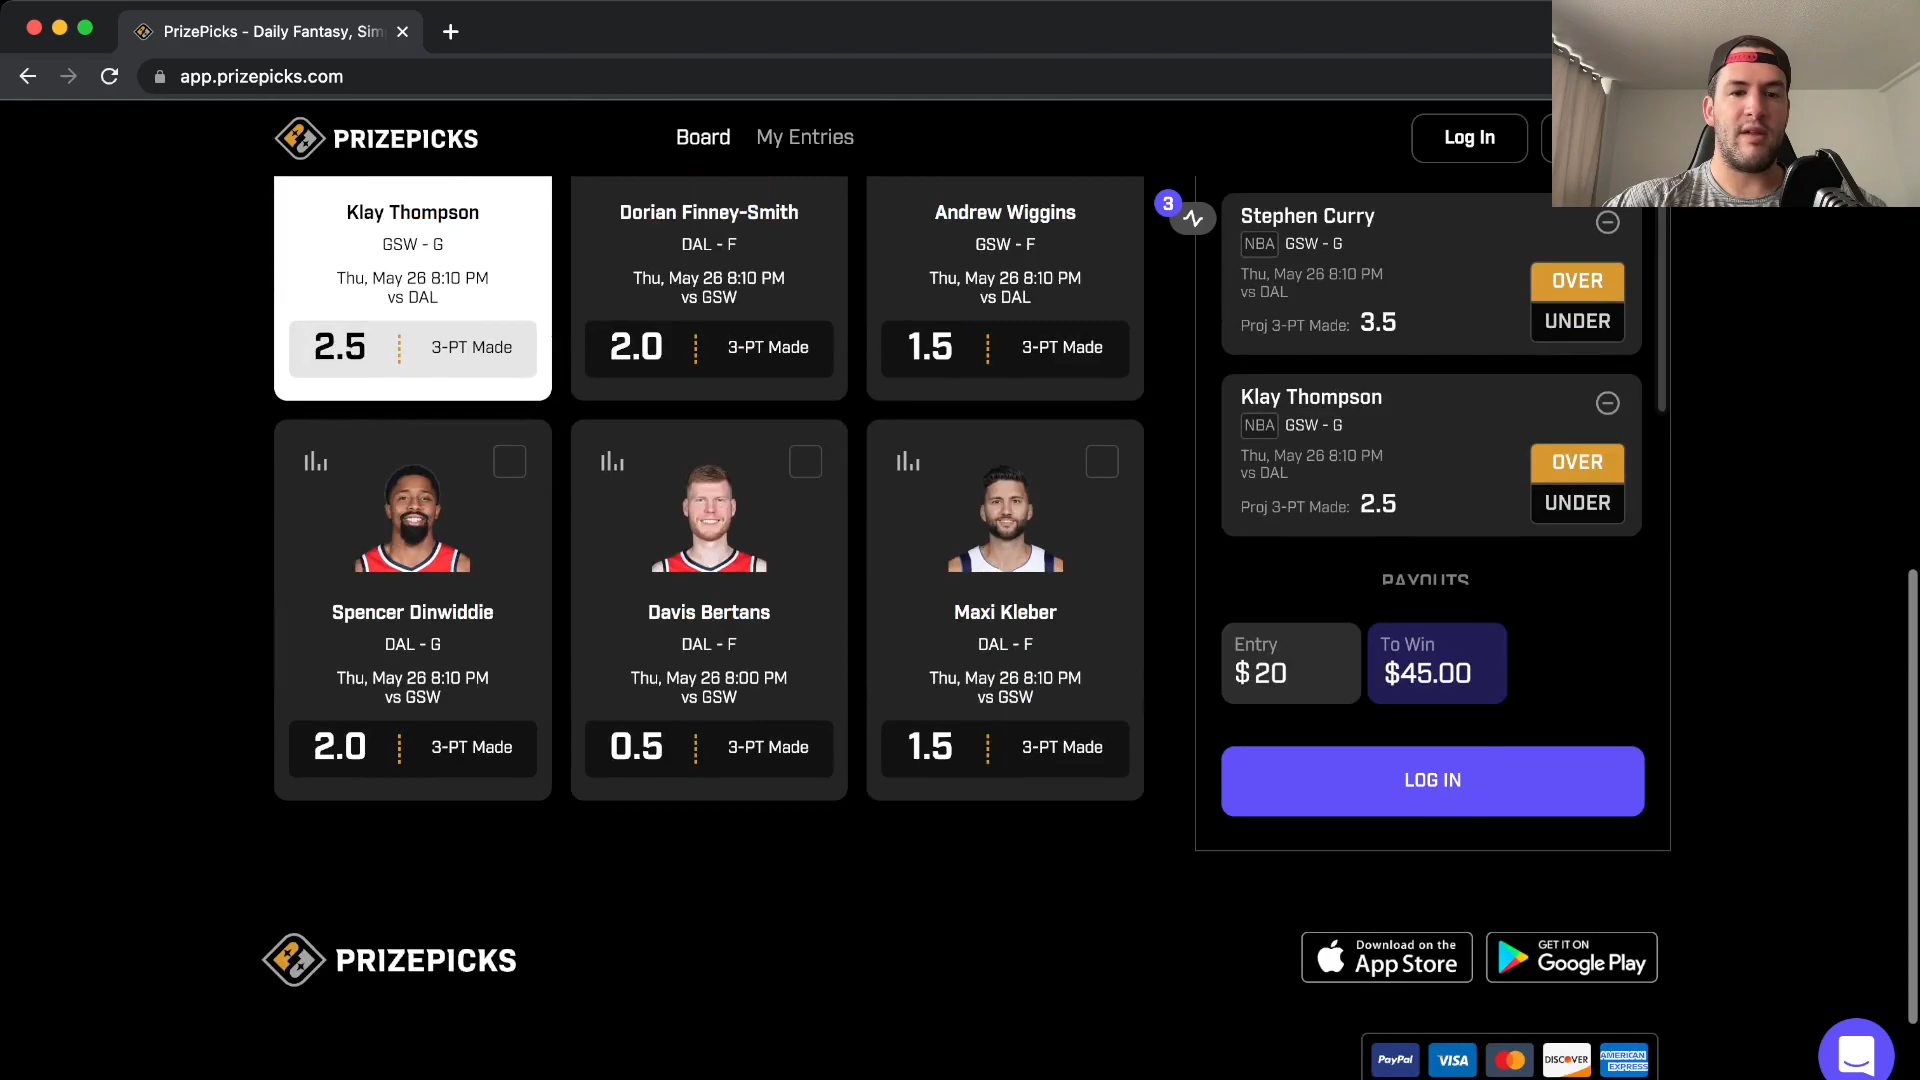 PrizePicks - Daily Fantasy, Sim
app.prizepicks.com
PRIZEPICKS
Board
My Entries
Log In
Klay Thompson
GSW - G
Thu, May 26 8:10 PM
vs DAL
2.5
3-PT Made
Dorian Finney-Smith
DAL - F
Thu, May 26 8:10 PM
vs GSW
2.0
3-PT Made
Andrew Wiggins
GSW - F
Thu, May 26 8:10 PM
vs DAL
1.5
3-PT Made
Spencer Dinwiddie
DAL - G
Thu, May 26 8:10 PM
vs GSW
2.0
3-PT Made
Davis Bertans
DAL - F
Thu, May 26 8:00 PM
vs GSW
0.5
3-PT Made
Maxi Kleber
DAL - F
Thu, May 26 8:10 PM
vs GSW
1.5
3-PT Made
3
Stephen Curry
NBA GSW - G
Thu, May 26 8:10 PM
vs DAL
Proj 3-PT Made: 3.5
OVER
UNDER
Klay Thompson
NBA GSW - G
Thu, May 26 8:10 PM
vs DAL
Proj 3-PT Made: 2.5
OVER
UNDER
PAYOUTS
Entry
$20
To Win
$45.00
LOG IN
PRIZEPICKS
Download on the
App Store
GET IT ON
Google Play
PayPal
VISA
DISCOVER
AMERICAN
EXPRESS